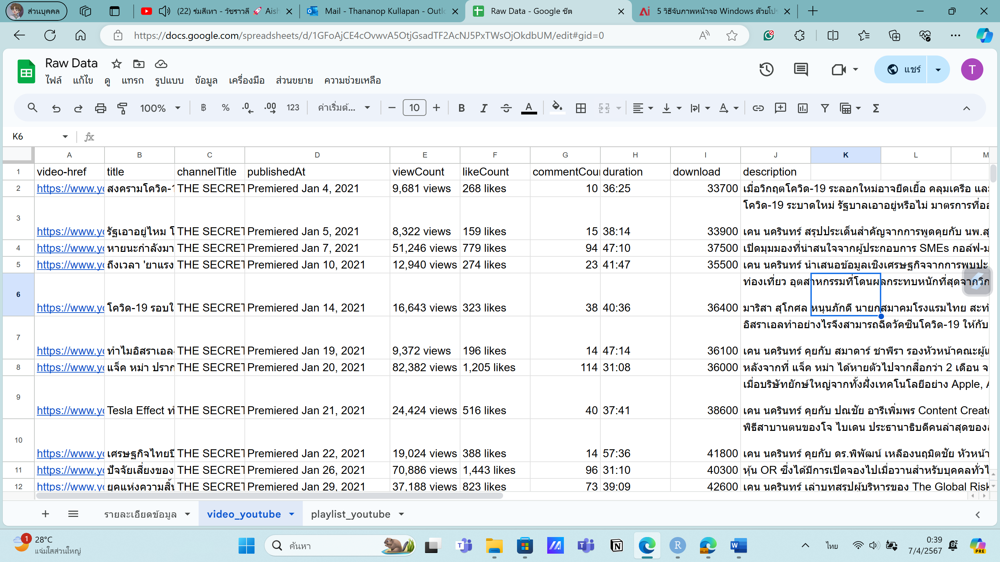 ส่วนบุคคล
(22) ร่มสีเทา - วัชราวลี 🚀 Aish
Mail - Thananop Kullapan - Outlo
Raw Data - Google ชีต
5 วิธีจับภาพหน้าจอ Windows ด้วยโปร
https://docs.google.com/spreadsheets/d/1GFoAjCE4cOvwvA5OtjGsadTF2AcNJ5PxTWsOjOkdbUM/edit#gid=0
Raw Data
ไฟล์ แก้ไข ดู แทรก รูปแบบ ข้อมูล เครื่องมือ ส่วนขยาย ความช่วยเหลือ
แชร์
T
100% ฿ % .0 .00 123 ค่าเริ่มต้... 10 B I A
K6
A B C D E F G H I J K L M
1 video-href title channelTitle publishedAt viewCount likeCount commentCou duration download description
2 https://www.yo สงครามโควิด-1 THE SECRET Premiered Jan 4, 2021 9,681 views 268 likes 10 36:25 33700 เมื่อวิกฤตโควิด-19 ระลอกใหม่อาจยืดเยื้อ คลุมเครือ และ
โควิด-19 ระบาดใหม่ รัฐบาลเอาอยู่หรือไม่ มาตรการที่ออ
3 https://www.yo รัฐเอาอยู่ไหม โ THE SECRET Premiered Jan 5, 2021 8,322 views 159 likes 15 38:14 33900 เคน นครินทร์ สรุปประเด็นสำคัญจากการพูดคุยกับ นพ.สุ
4 https://www.yo หายนะกำลังมา THE SECRET Premiered Jan 7, 2021 51,246 views 779 likes 94 47:10 37500 เปิดมุมมองที่น่าสนใจจากผู้ประกอบการ SMEs กอล์ฟ-ม
5 https://www.yo ถึงเวลา 'ยาแรง THE SECRET Premiered Jan 10, 2021 12,940 views 274 likes 23 41:47 35500 เคน นครินทร์ นำเสนอข้อมูลเชิงเศรษฐกิจจากการพบปะ
ท่องเที่ยว อุตสาหกรรมที่โดนผลกระทบหนักที่สุดจากวิก
6 https://www.yo โควิด-19 รอบให THE SECRET Premiered Jan 14, 2021 16,643 views 323 likes 38 40:36 36400 มาริสา สุโกศล หนุนภักดี นายกสมาคมโรงแรมไทย สะท้
อิสราเอลทำอย่างไรจึงสามารถฉีดวัคซีนโควิด-19 ให้กับ
7 https://www.yo ทำไมอิสราเอล THE SECRET Premiered Jan 19, 2021 9,372 views 196 likes 14 47:14 36100 เคน นครินทร์ คุยกับ สมาดาร์ ชาพีรา รองหัวหน้าคณะผู้แ
8 https://www.yo แจ็ค หม่า ปราก THE SECRET Premiered Jan 20, 2021 82,382 views 1,205 likes 114 31:08 36000 หลังจากที่ แจ็ค หม่า ได้หายตัวไปจากสื่อกว่า 2 เดือน จ
เมื่อบริษัทยักษ์ใหญ่จากทั้งฝั่งเทคโนโลยีอย่าง Apple, A
9 https://www.yo Tesla Effect ทำ THE SECRET Premiered Jan 21, 2021 24,424 views 516 likes 40 37:41 38600 เคน นครินทร์ คุยกับ ปณชัย อารีเพิ่มพร Content Creato
พิธีสาบานตนของโจ ไบเดน ประธานาธิบดีคนล่าสุดของส
10 https://www.yo เศรษฐกิจไทยปี THE SECRET Premiered Jan 22, 2021 19,024 views 388 likes 14 57:36 41800 เคน นครินทร์ คุยกับ ดร.พิพัฒน์ เหลืองนฤมิตชัย หัวหน้า
11 https://www.yo ปัจจัยเสี่ยงของ THE SECRET Premiered Jan 26, 2021 70,886 views 1,443 likes 96 31:10 40300 หุ้น OR ซึ่งได้มีการเปิดจองไปเมื่อวานสำหรับบุคคลทั่วไ
12 https://www.yo ยุคแห่งความสิ้น THE SECRET Premiered Jan 29, 2021 37,188 views 823 likes 73 39:09 42600 เคน นครินทร์ เล่าบทสรุปผู้บริหารของ The Global Risk
รายละเอียดข้อมูล video_youtube playlist_youtube
1 28°C
แจ่มใสส่วนใหญ่
ค้นหา
ไทย
0:39
7/4/2567
PRE